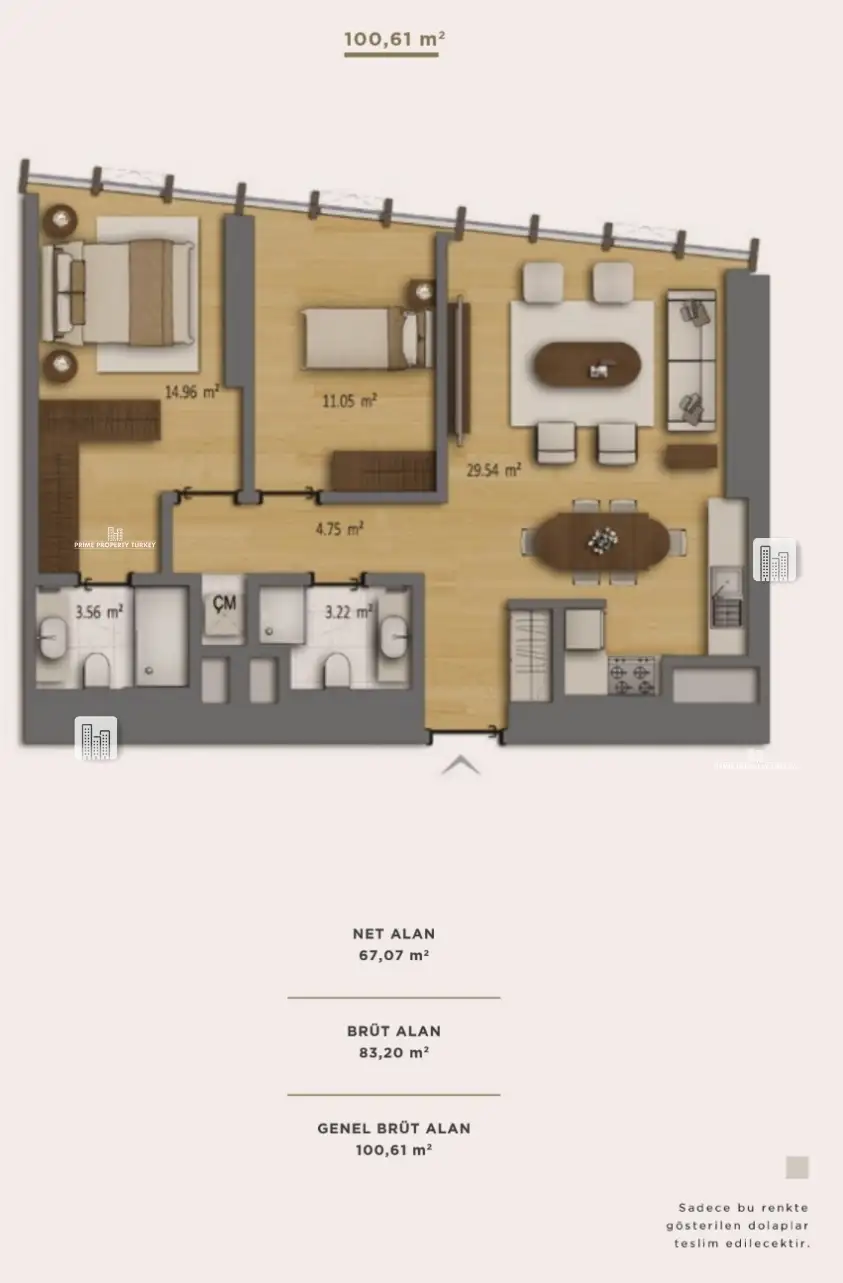 100,61 m²
14.96 m²
11.05 m²
29.54 m²
4.75 m²
PRIME PROPERTY TURKEY
3.56 m²
ÇM
3.22 m²
NET ALAN
67,07 m²
BRÜT ALAN
83,20 m²
GENEL BRÜT ALAN
100,61 m²
Sadece bu renkte
gösterilen dolaplar
teslim edilecektir.